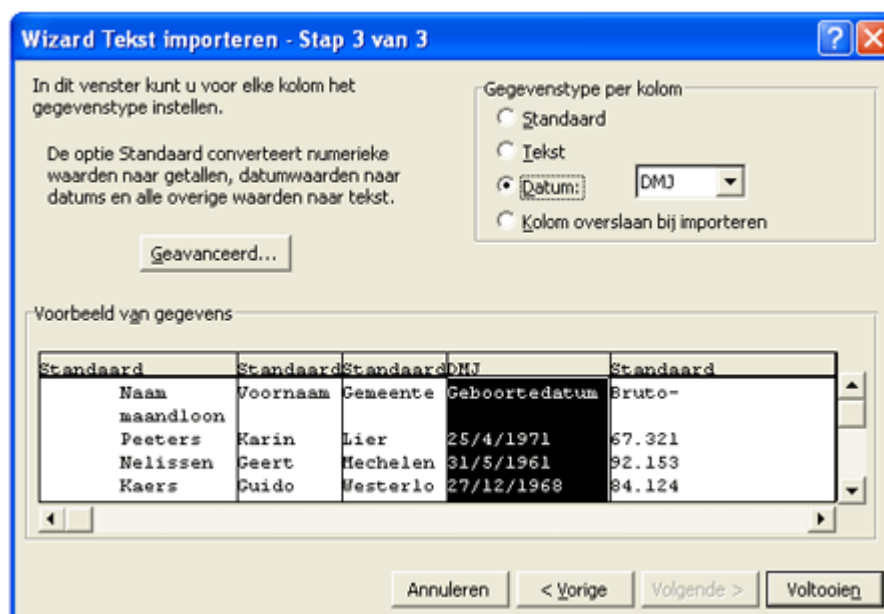 Wizard Tekst importeren - Stap 3 van 3
In dit venster kunt u voor elke kolom het
gegevenstype instellen.
De optie Standaard converteert numerieke
waarden naar getallen, datumwaarden naar
datums en alle overige waarden naar tekst.
Geavanceerd...
Gegevenstype per kolom
Standaard
Tekst
Datum: DMJ
Kolom overslaan bij importeren
Voorbeeld van gegevens
Standaard Standaard Standaard DMJ Standaard
Naam Voornaam Gemeente Geboortedatum Bruto-
maandloon
Peeters Karin Lier 25/4/1971 67.321
Nelissen Geert Mechelen 31/5/1961 92.153
Kaers Guido Westerlo 27/12/1968 84.124
Annuleren < Vorige Volgende > Voltooien